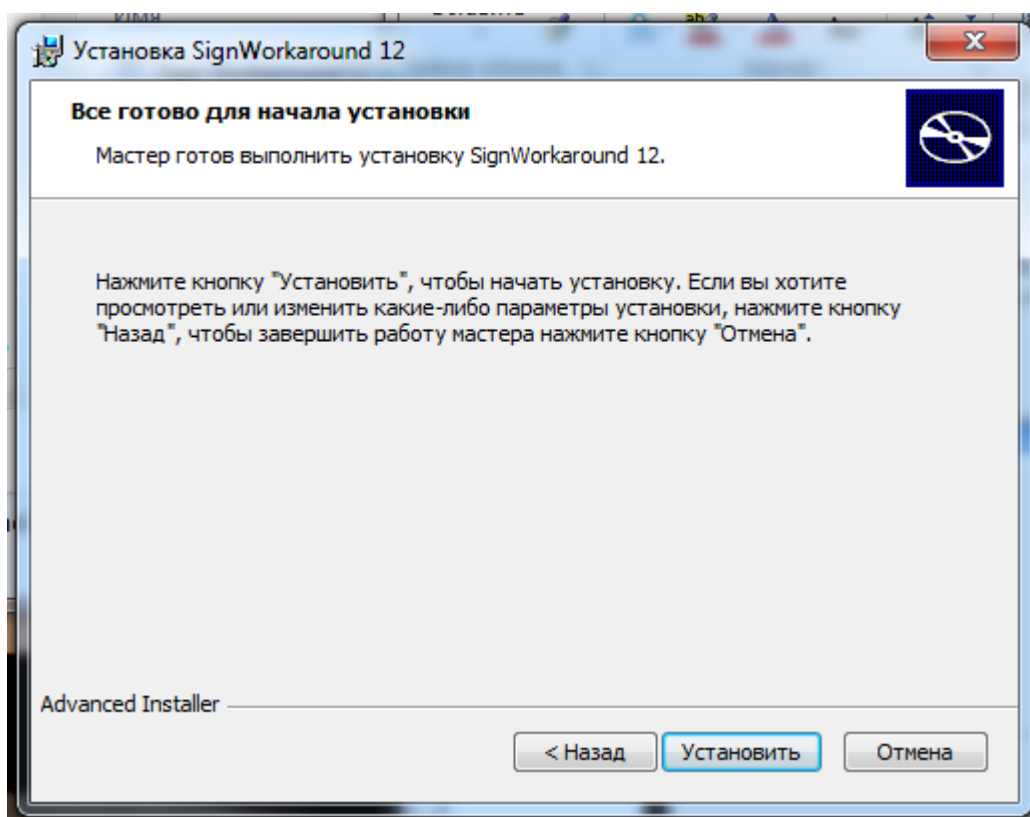 Установка SignWorkaround 12
Все готово для начала установки
Мастер готов выполнить установку SignWorkaround 12.
Нажмите кнопку "Установить", чтобы начать установку. Если вы хотите
просмотреть или изменить какие-либо параметры установки, нажмите кнопку
"Назад", чтобы завершить работу мастера нажмите кнопку "Отмена".
Advanced Installer
< Назад
Установить
Отмена